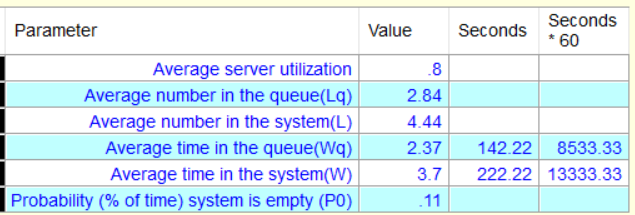 Parameter Value Seconds Seconds * 60
Average server utilization .8
Average number in the queue(Lq) 2.84
Average number in the system(L) 4.44
Average time in the queue(Wq) 2.37 142.22 8533.33
Average time in the system(W) 3.7 222.22 13333.33
Probability (% of time) system is empty (P0) .11